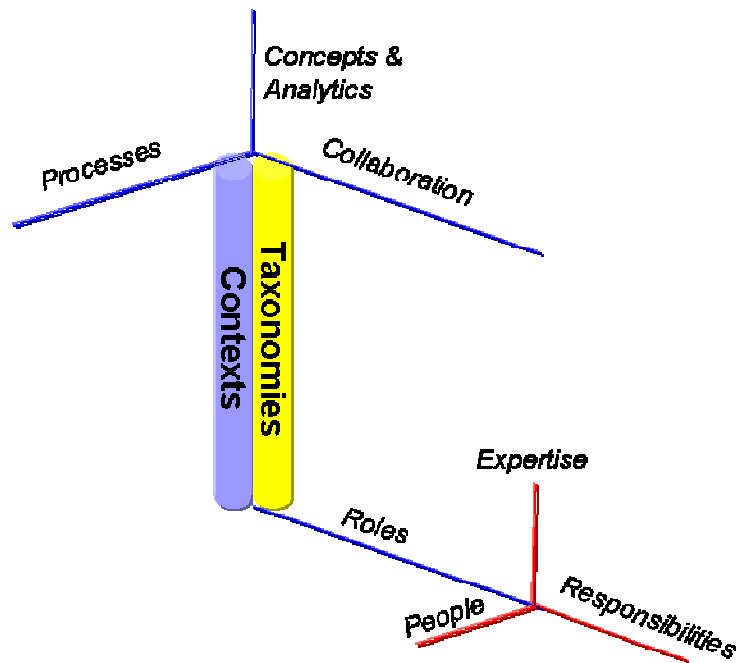 Concepts &
Analytics
Processes
Collaboration
Contexts
Taxonomies
Expertise
Roles
People
Responsibilities